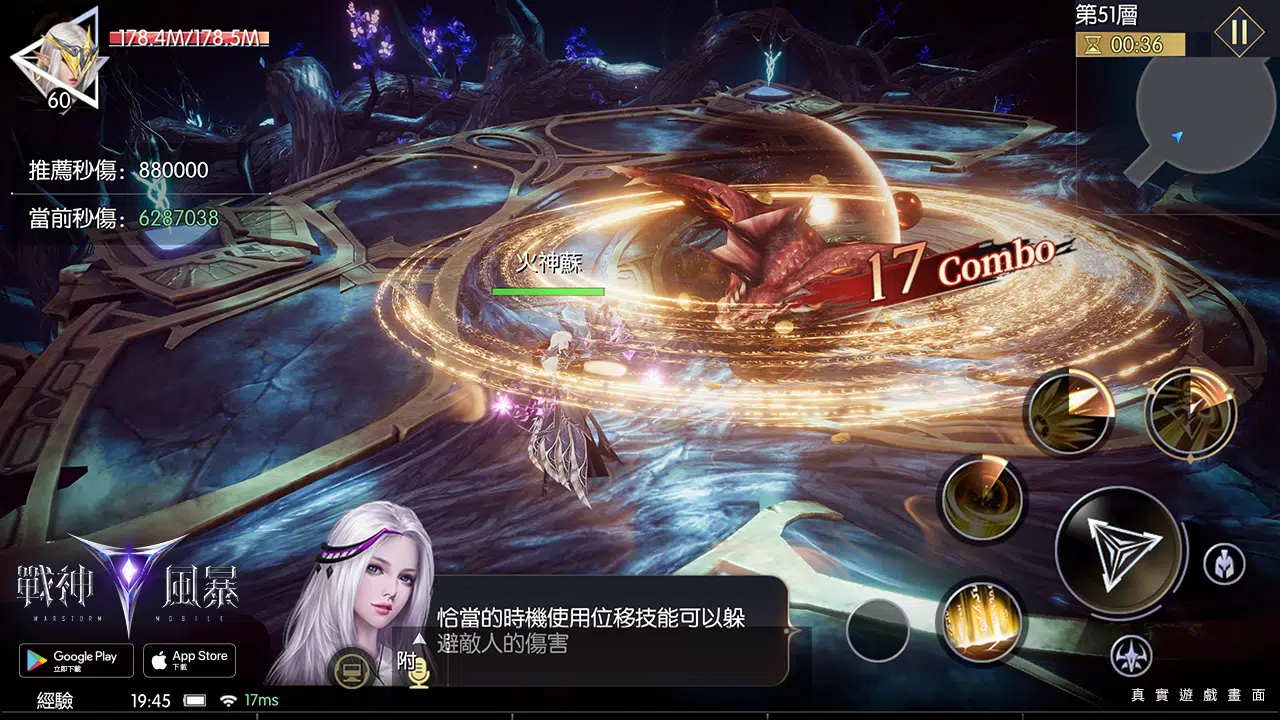 178.4M/178.5M
60
第51層
00:36
推薦秒傷： 880000
當前秒傷： 6287038
火神蘇
17 Combo
戰神 風暴
WARSTORM MOBILE
Google Play
立即下載
App Store
下載
恰當的時機使用位移技能可以躲
避敵人的傷害
附
經驗
19:45
17ms
真實遊戲畫面